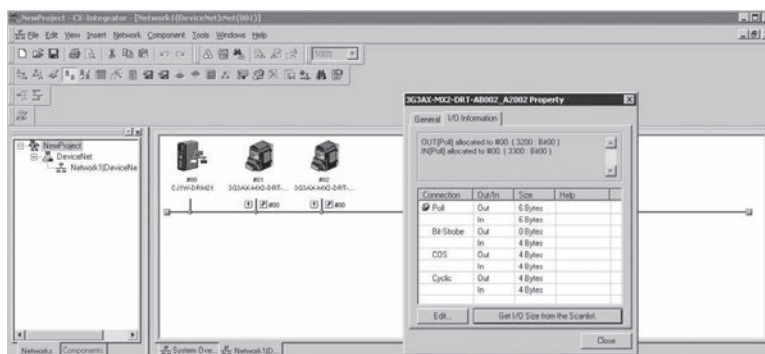 NewProject - CX-Integrator - [Network1(DeviceNet):Net(001)]
File Edit View Insert Network Component Tools Windows Help
100%
NewProject
DeviceNet
Network1(DeviceNe
#00
CJ1W-DRM21
#01
3G3AX-MX2-DRT-...
#00
#02
3G3AX-MX2-DRT-...
#00
3G3AX-MX2-DRT-AB002_A2002 Property
General I/O Information
OUT(Poll) allocated to #00. ( 3200 : Bit00 )
IN(Poll) allocated to #00. ( 3300 : Bit00 )
Connection Out/In Size Help
Poll Out 6 Bytes
In 6 Bytes
Bit-Strobe Out 0 Bytes
In 4 Bytes
COS Out 4 Bytes
In 4 Bytes
Cyclic Out 4 Bytes
In 4 Bytes
Edit... Get I/O Size from the Scanlist.
Close
Networks Components
System Ove... Network1(D...